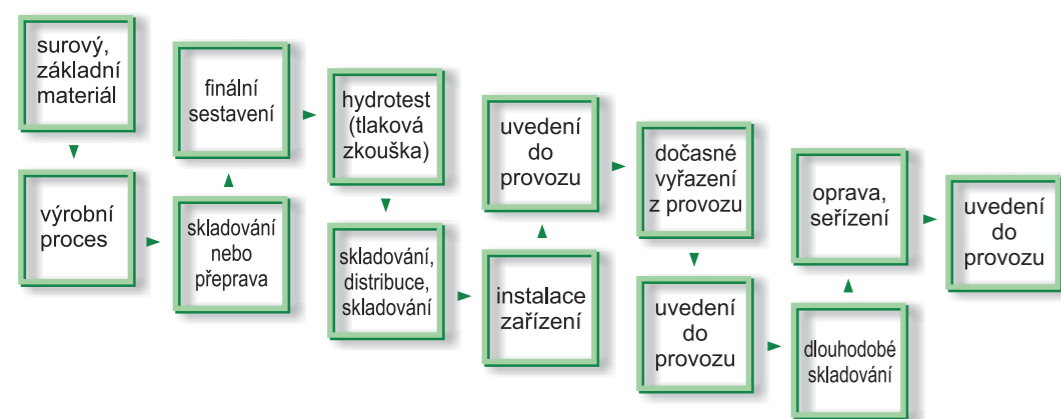 surový,
základní
materiál
výrobní
proces
skladování
nebo
přeprava
finální
sestavení
hydrotest
(tlaková
zkouška)
skladování,
distribuce,
skladování
instalace
zařízení
uvedení
do
provozu
dočasné
vyřazení
z provozu
uvedení
do
provozu
dlouhodobé
skladování
oprava,
seřízení
uvedení
do
provozu